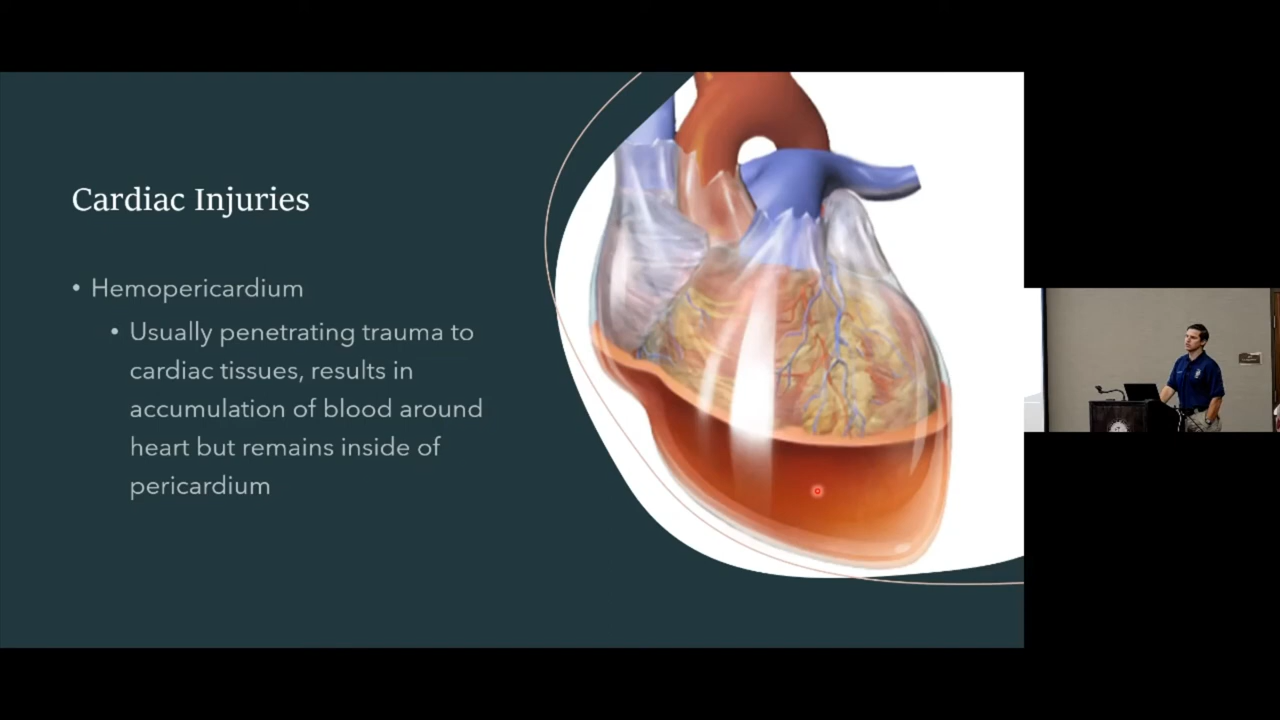 Cardiac Injuries
• Hemopericardium
• Usually penetrating trauma to
cardiac tissues, results in
accumulation of blood around
heart but remains inside of
pericardium